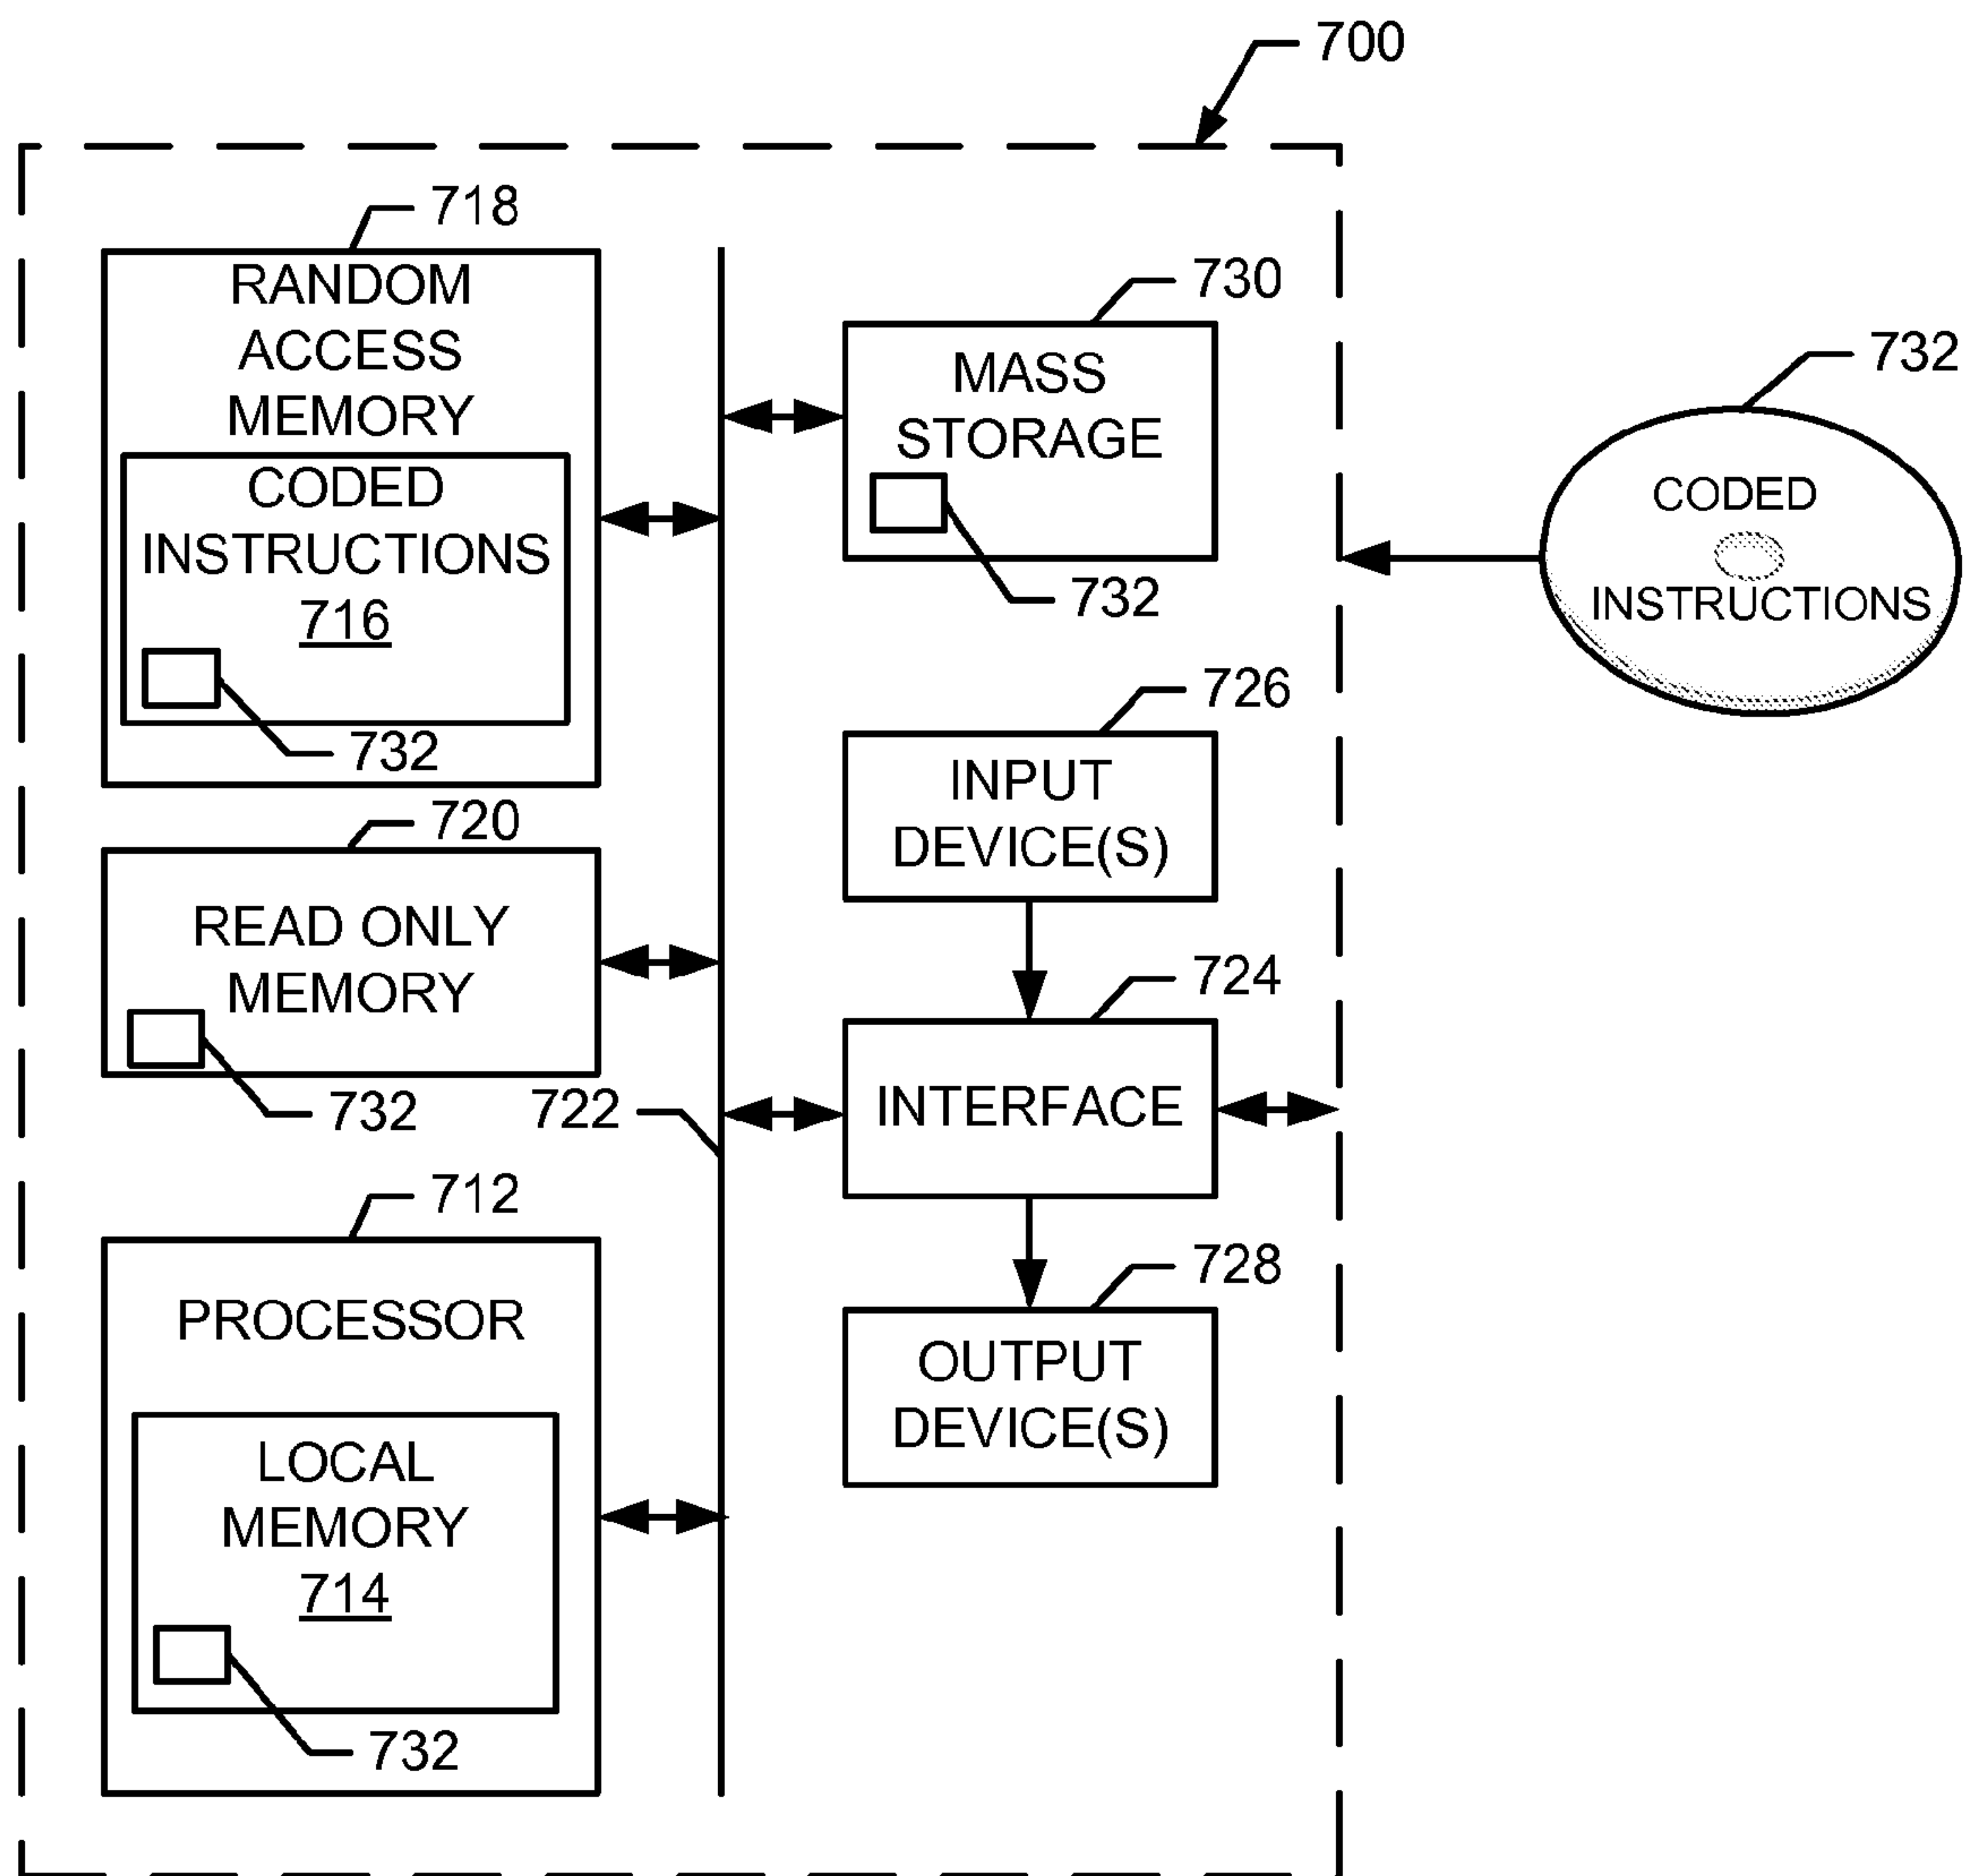 700
718
RANDOM
ACCESS
MEMORY
CODED
INSTRUCTIONS
716
732
730
MASS
STORAGE
732
732
CODED
INSTRUCTIONS
726
INPUT
DEVICE(S)
720
READ ONLY
MEMORY
732
722
724
INTERFACE
712
PROCESSOR
LOCAL
MEMORY
714
732
728
OUTPUT
DEVICE(S)